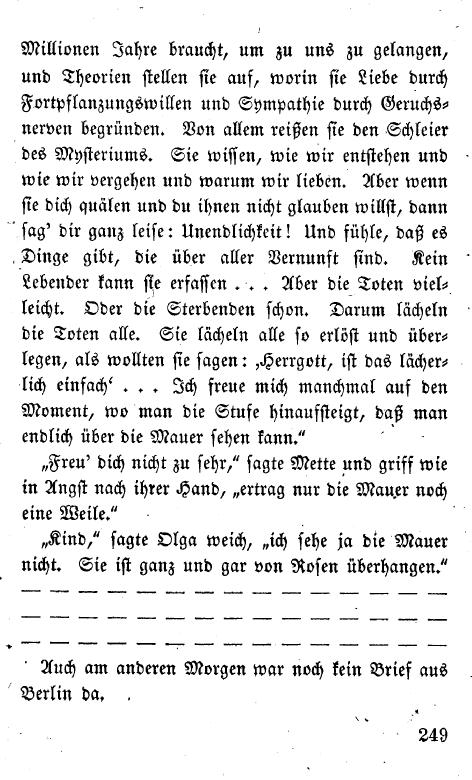 Millionen Jahre braucht, um zu uns zu gelangen,
und Theorien stellen sie auf, worin sie Liebe durch
Fortpflanzungswillen und Sympathie durch Geruchs-
nerven begründen. Von allem reißen sie den Schleier
des Mysteriums. Sie wissen, wie wir entstehen und
wie wir vergehen und warum wir lieben. Aber wenn
sie dich quälen und du ihnen nicht glauben willst, dann
sag' dir ganz leise: Unendlichkeit! Und fühle, daß es
Dinge gibt, die über aller Vernunft sind. Kein
Lebender kann sie erfassen . . . Aber die Toten viel-
leicht. Oder die Sterbenden schon. Darum lächeln
die Toten alle. Sie lächeln alle so erlöst und über-
legen, als wollten sie sagen: ‚Herrgott, ist das lächer-
lich einfach‘ . . . Ich freue mich manchmal auf den
Moment, wo man die Stufe hinaufsteigt, daß man
endlich über die Mauer sehen kann.“
„Freu' dich nicht zu sehr,“ sagte Mette und griff wie
in Angst nach ihrer Hand, „ertrag nur die Mauer noch
eine Weile.“
„Kind,“ sagte Olga weich, „ich sehe ja die Mauer
nicht. Sie ist ganz und gar von Rosen überhangen.“
— — — — — — — — — — — — — — —
— — — — — — — — — — — — — — —
— — — — — — — — — — — — — — —
Auch am anderen Morgen war noch kein Brief aus
Berlin da.
249